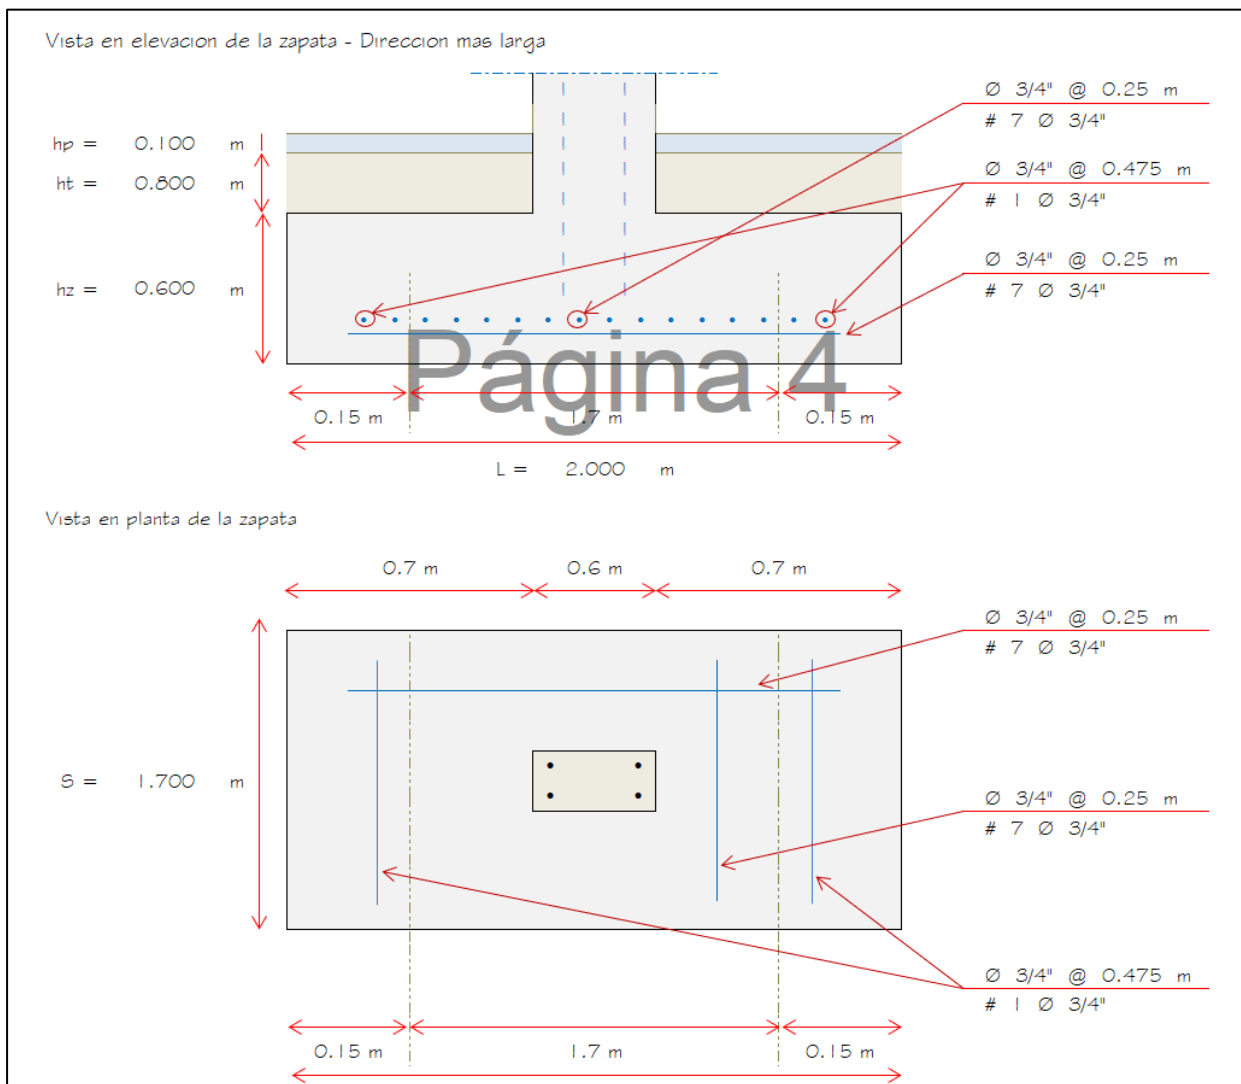 Vista en elevacion de la zapata - Direccion mas larga
Ø 3/4" @ 0.25 m
# 7 Ø 3/4"
hp = 0.100 m
ht = 0.800 m
Ø 3/4" @ 0.475 m
# 1 Ø 3/4"
Ø 3/4" @ 0.25 m
# 7 Ø 3/4"
hz = 0.600 m
Página 4
0.15 m 1.7 m 0.15 m
L = 2.000 m
Vista en planta de la zapata
0.7 m 0.6 m 0.7 m
Ø 3/4" @ 0.25 m
# 7 Ø 3/4"
S = 1.700 m
Ø 3/4" @ 0.25 m
# 7 Ø 3/4"
Ø 3/4" @ 0.475 m
# 1 Ø 3/4"
0.15 m 1.7 m 0.15 m